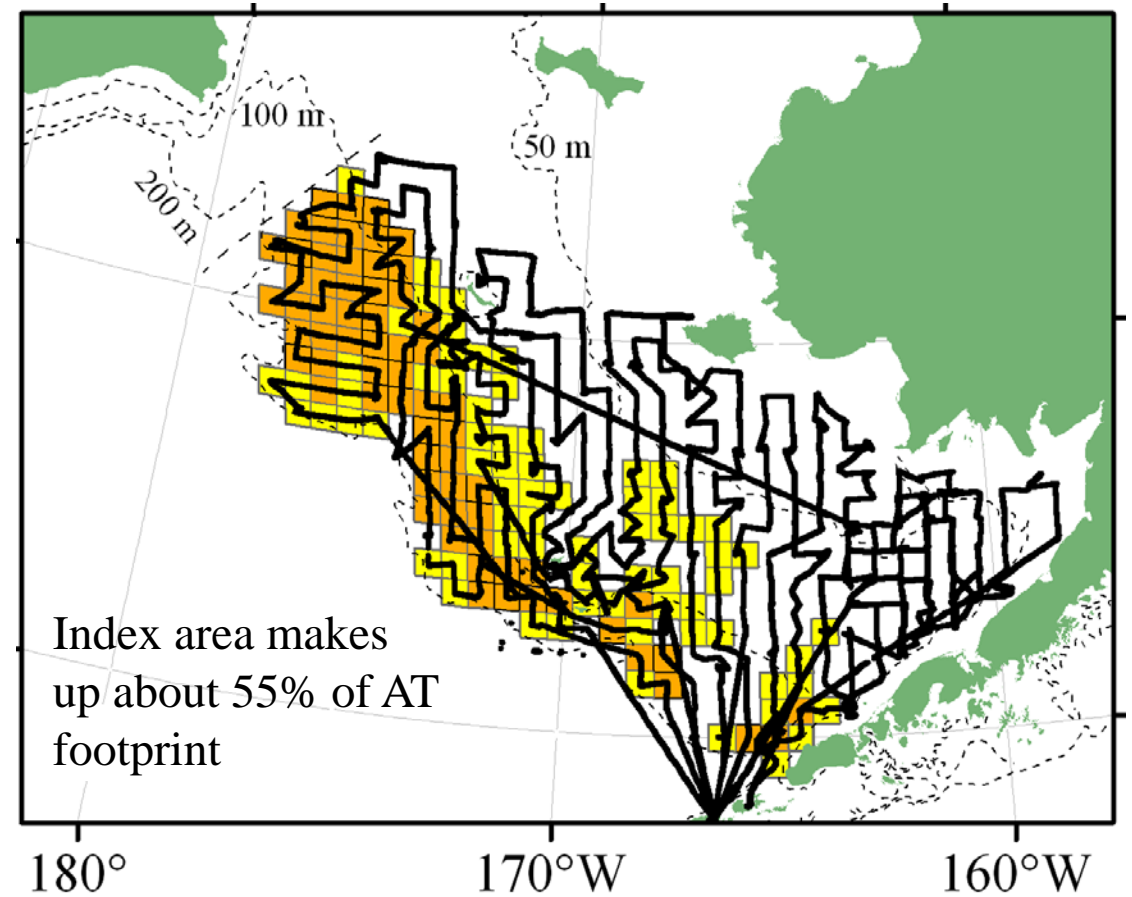 100 m
50 m
200 m
Index area makes
up about 55% of AT
footprint
180°
170°W
160°W